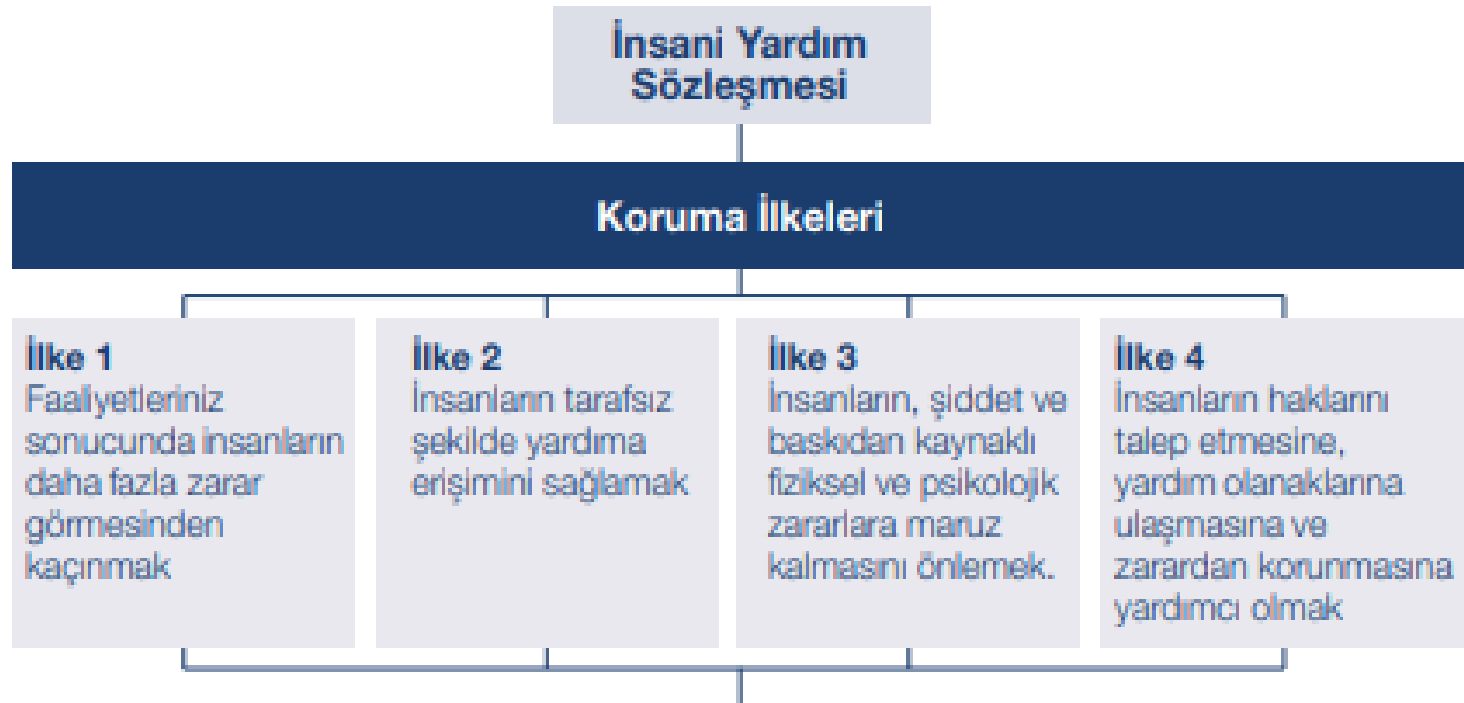 İnsani Yardım
Sözleşmesi
Koruma İlkeleri
İlke 1
Faaliyetleriniz
sonucunda insanların
daha fazla zarar
görmesinden
kaçınmak
İlke 2
İnsanların tarafsız
şekilde yardıma
erişimini sağlamak
İlke 3
İnsanların, şiddet ve
baskıdan kaynaklı
fiziksel ve psikolojik
zararlara maruz
kalmasını önlemek.
İlke 4
İnsanların haklarını
talep etmesine,
yardım olanaklarına
ulaşmasına ve
zarardan korunmasına
yardımcı olmak